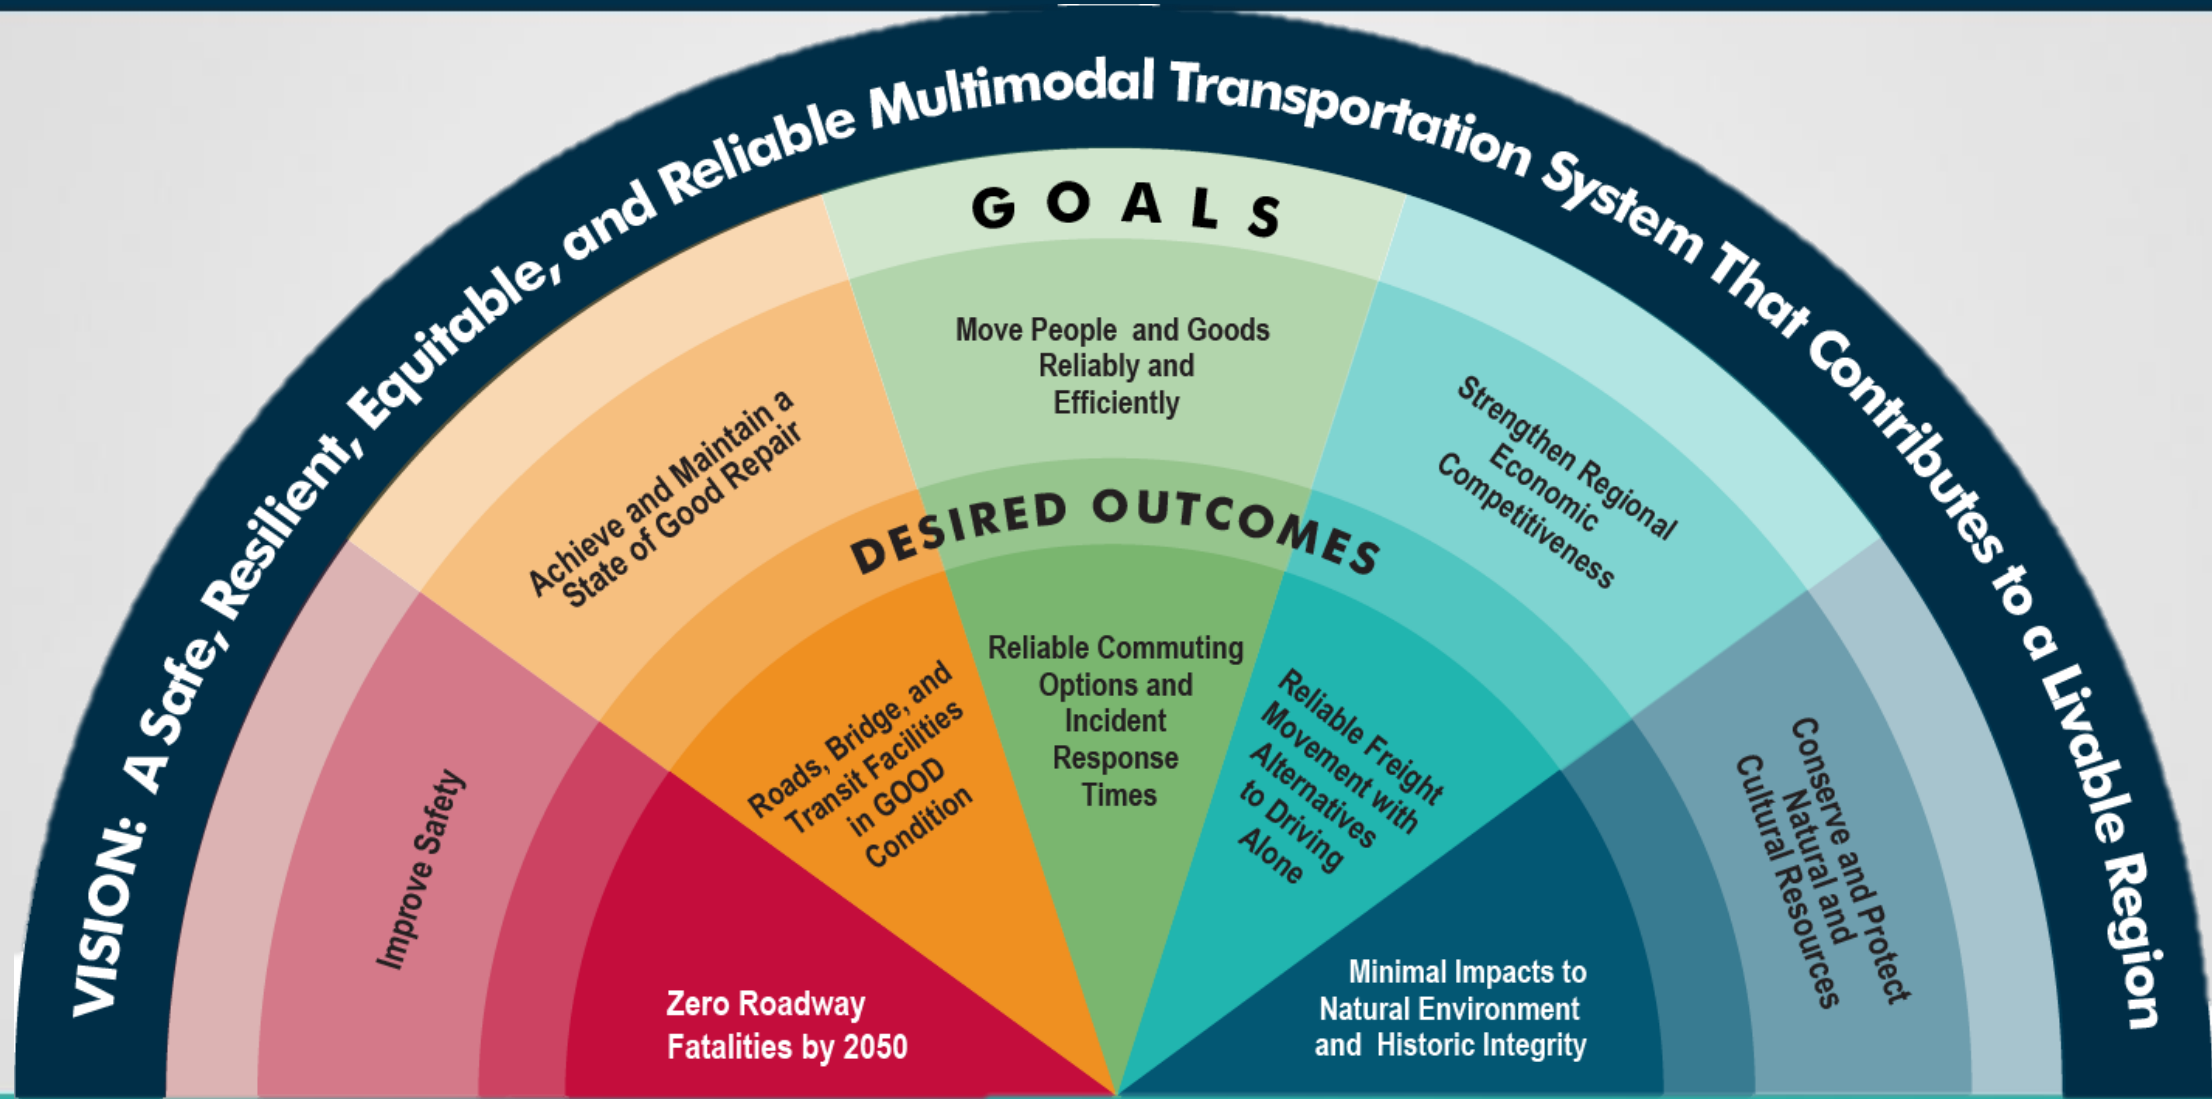 VISION: A Safe, Resilient, Equitable, and Reliable Multimodal Transportation System That Contributes to a Livable Region
GOALS
Improve Safety
Achieve and Maintain a
State of Good Repair
Move People and Goods
Reliably and
Efficiently
Strengthen Regional
Economic
Competitiveness
Conserve and Protect
Natural and
Cultural Resources
DESIRED OUTCOMES
Zero Roadway
Fatalities by 2050
Roads, Bridge, and
Transit Facilities
in GOOD
Condition
Reliable Commuting
Options and
Incident
Response
Times
Reliable Freight
Movement with
Alternatives
to Driving
Alone
Minimal Impacts to
Natural Environment
and Historic Integrity